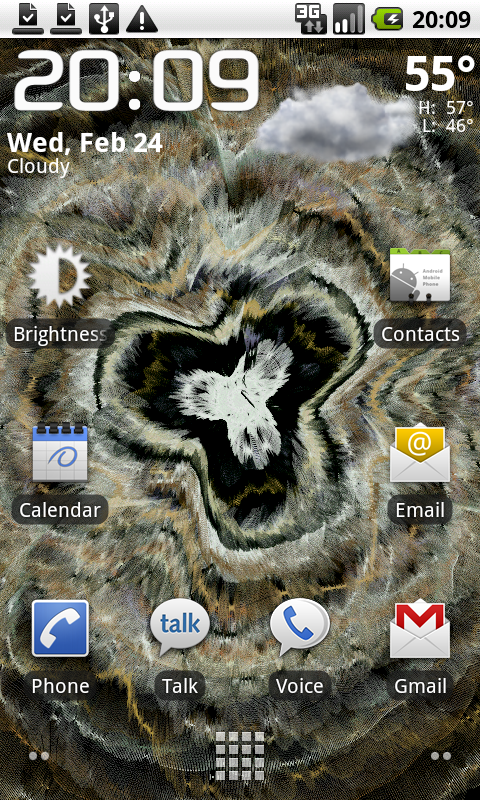 3G
20:09
20:09
55°
H: 57°
L: 46°
Wed, Feb 24
Cloudy
Android
Mobile
Phone
Brightness
Contacts
@
Calendar
Email
talk
Phone
Talk
Voice
Gmail